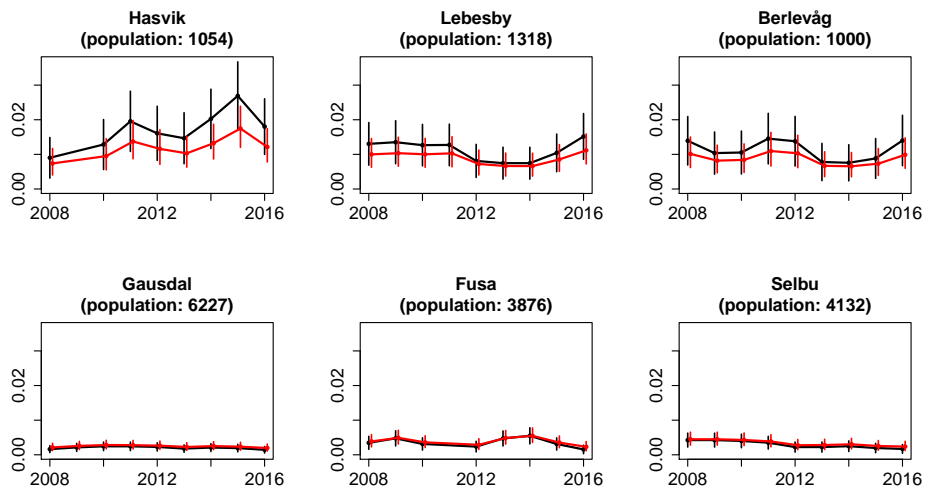 Hasvik
(population: 1054)
Lebesby
(population: 1318)
Berlevåg
(population: 1000)
0.02
0.00
2008
2012
2016
0.02
0.00
2008
2012
2016
0.02
0.00
2008
2012
2016
Gausdal
(population: 6227)
Fusa
(population: 3876)
Selbu
(population: 4132)
0.02
0.00
2008
2012
2016
0.02
0.00
2008
2012
2016
0.02
0.00
2008
2012
2016